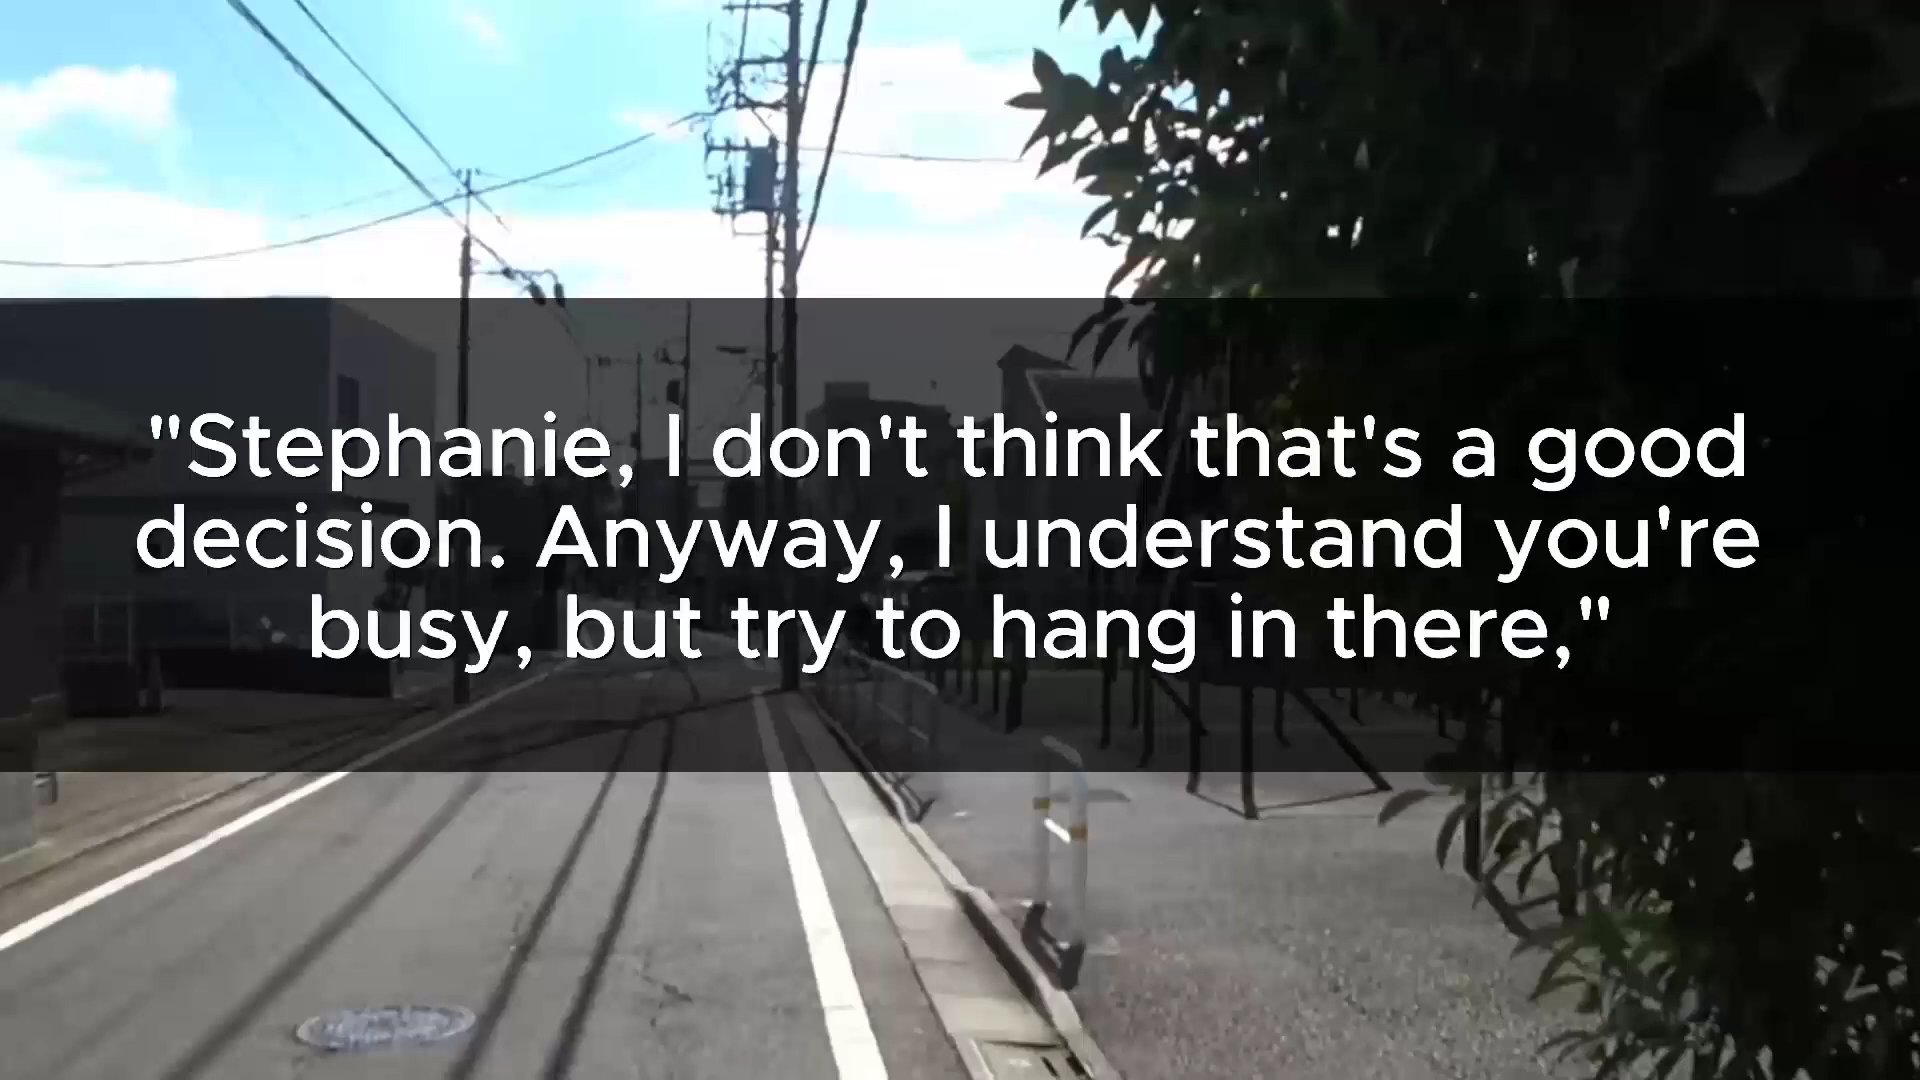 "Stephanie, I don't think that's a good
decision. Anyway, I understand you're
busy, but try to hang in there,"